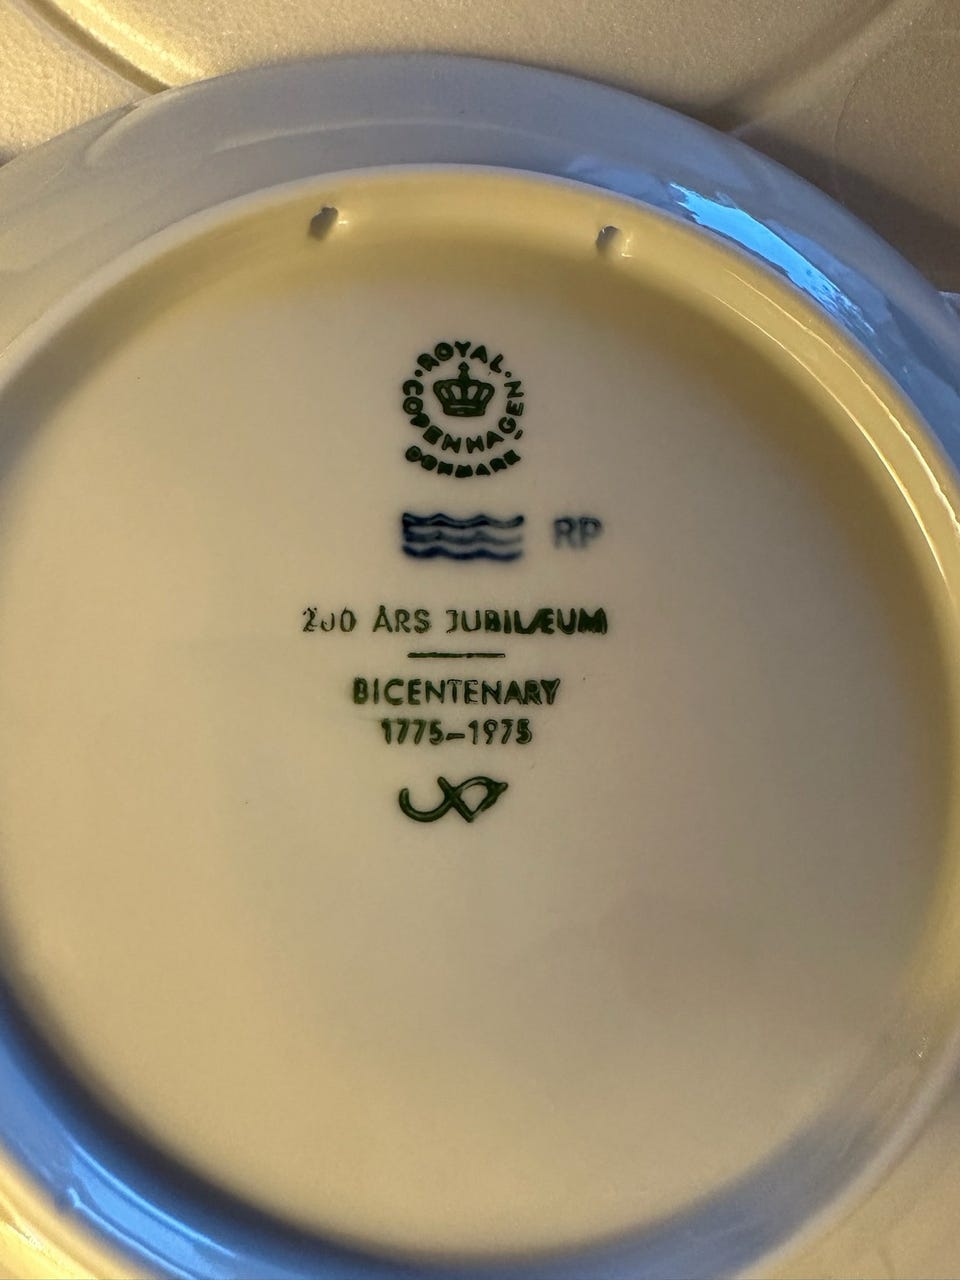 ROYAL COPENHAGEN
DENMARK
RP
200 ÅRS JUBILÆUM
BICENTENARY
1775–1975